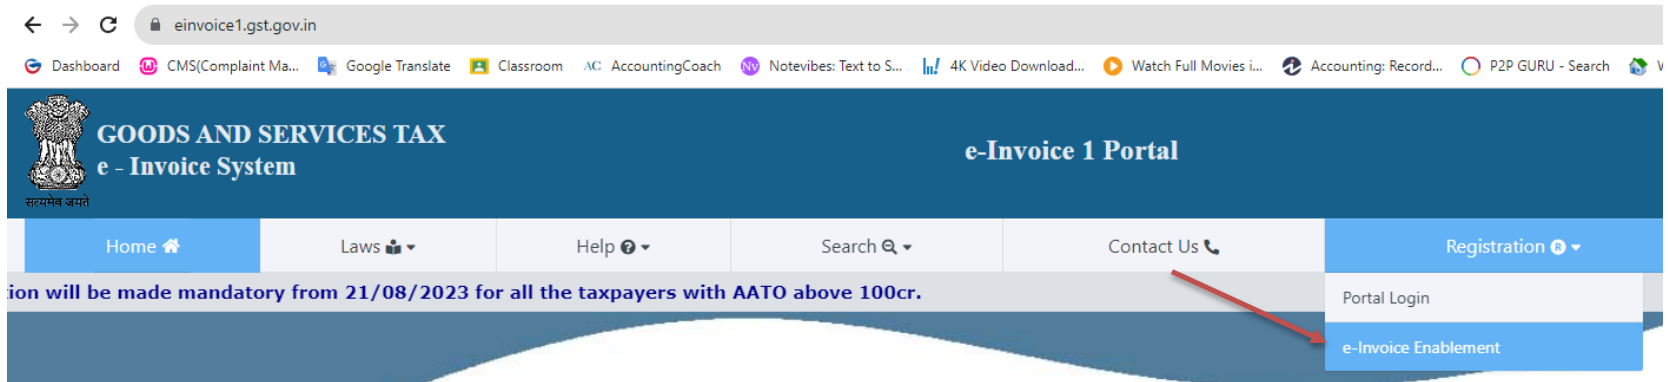 einvoice1.gst.gov.in
Dashboard CMS(Complaint Ma... Google Translate Classroom AC AccountingCoach Nv Notevibes: Text to S... 4K Video Download... Watch Full Movies i... Accounting: Record... P2P GURU - Search
GOODS AND SERVICES TAX
e - Invoice System
e-Invoice 1 Portal
सत्यमेव जयते
Home Laws Help Search Contact Us Registration R
ion will be made mandatory from 21/08/2023 for all the taxpayers with AATO above 100cr.
Portal Login
e-Invoice Enablement